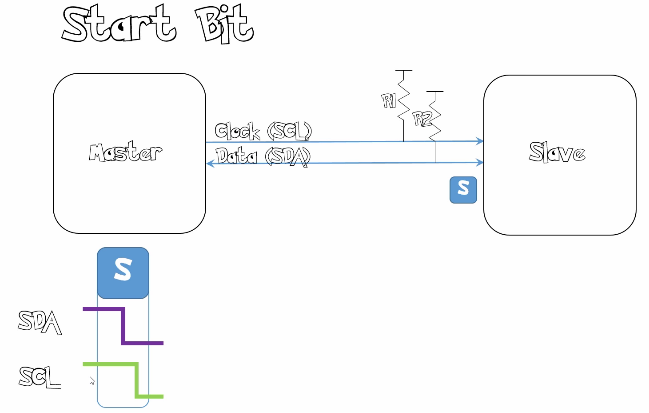 Start Bit
R1
R2
Clock (SCL)
Master
Data (SDA)
Slave
S
S
SDA
SCL